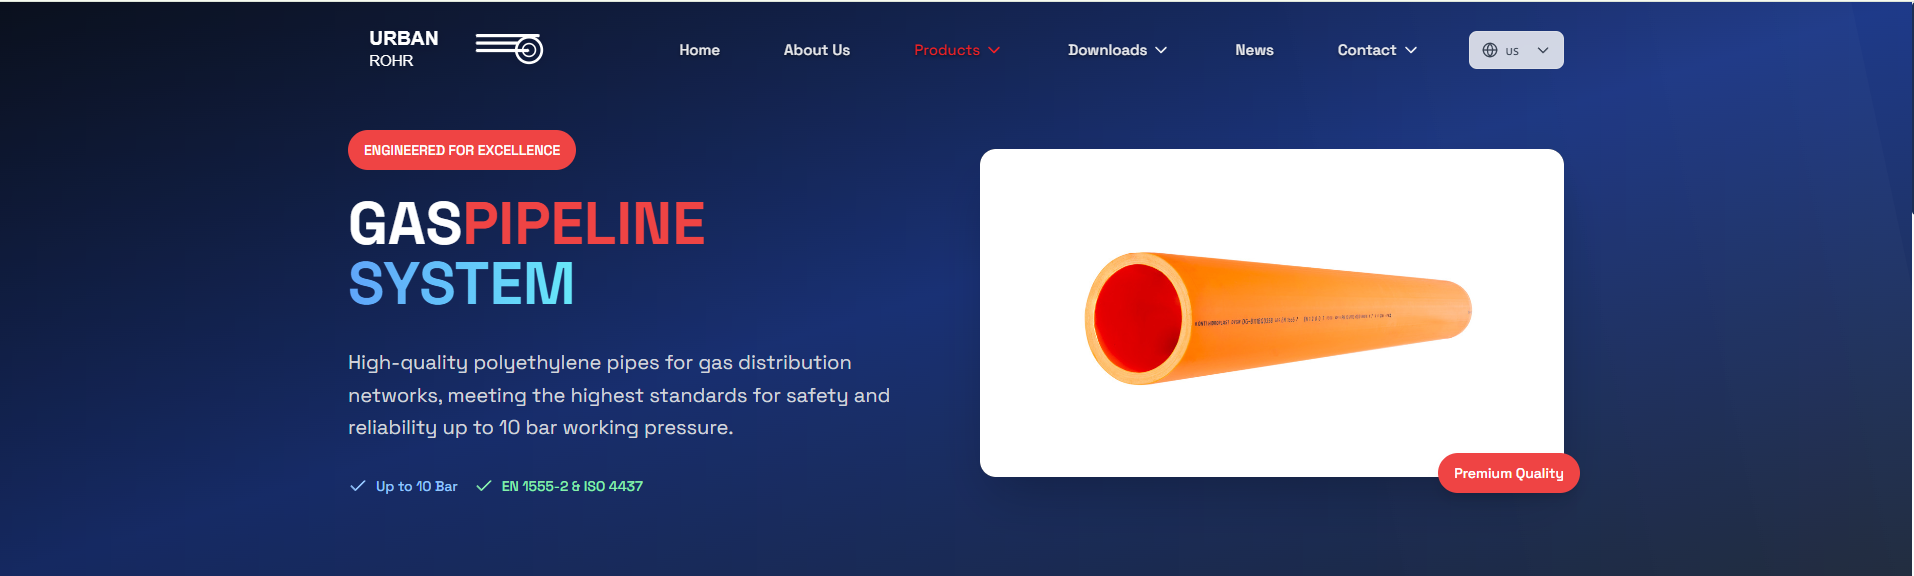 URBAN
ROHR
Home
About Us
Products
Downloads
News
Contact
US
ENGINEERED FOR EXCELLENCE
GASPIPELINE
SYSTEM
High-quality polyethylene pipes for gas distribution
networks, meeting the highest standards for safety and
reliability up to 10 bar working pressure.
Up to 10 Bar
EN 1555-2 & ISO 4437
Premium Quality